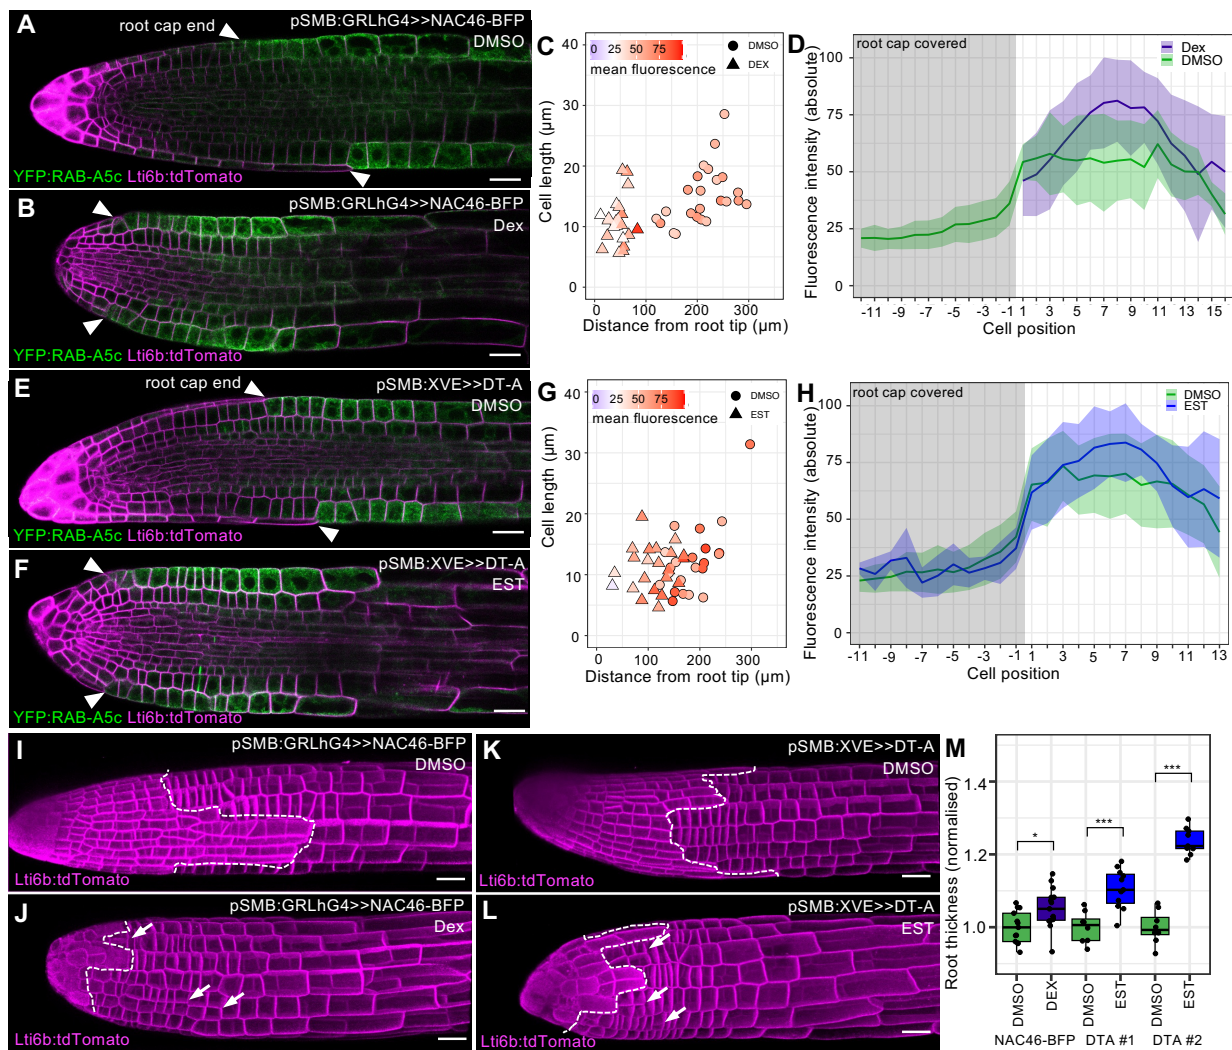 A
root cap end
pSMB:GRLhG4>>NAC46-BFP
DMSO
YFP:RAB-A5c Lti6b:tdTomato
B
pSMB:GRLhG4>>NAC46-BFP
Dex
YFP:RAB-A5c Lti6b:tdTomato
C
0 25 50 75
mean fluorescence
DMSO
DEX
Cell length (µm)
40
30
20
10
0
0 100 200 300
Distance from root tip (µm)
D
root cap covered
Dex
DMSO
Fluorescence intensity (absolute)
100
75
50
25
0
-11 -9 -7 -5 -3 -1 1 3 5 7 9 11 13 15
Cell position
E
root cap end
pSMB:XVE>>DT-A
DMSO
YFP:RAB-A5c Lti6b:tdTomato
F
pSMB:XVE>>DT-A
EST
YFP:RAB-A5c Lti6b:tdTomato
G
0 25 50 75
mean fluorescence
DMSO
EST
Cell length (µm)
40
30
20
10
0
0 100 200 300
Distance from root tip (µm)
H
root cap covered
DMSO
EST
Fluorescence intensity (absolute)
100
75
50
25
0
-11 -9 -7 -5 -3 -1 1 3 5 7 9 11 13
Cell position
I
pSMB:GRLhG4>>NAC46-BFP
DMSO
Lti6b:tdTomato
J
pSMB:GRLhG4>>NAC46-BFP
Dex
Lti6b:tdTomato
K
pSMB:XVE>>DT-A
DMSO
Lti6b:tdTomato
L
pSMB:XVE>>DT-A
EST
Lti6b:tdTomato
M
Root thickness (normalised)
1.4
1.2
1.0
*
***
***
DMSO DEX DMSO EST DMSO EST
NAC46-BFP DTA #1 DTA #2